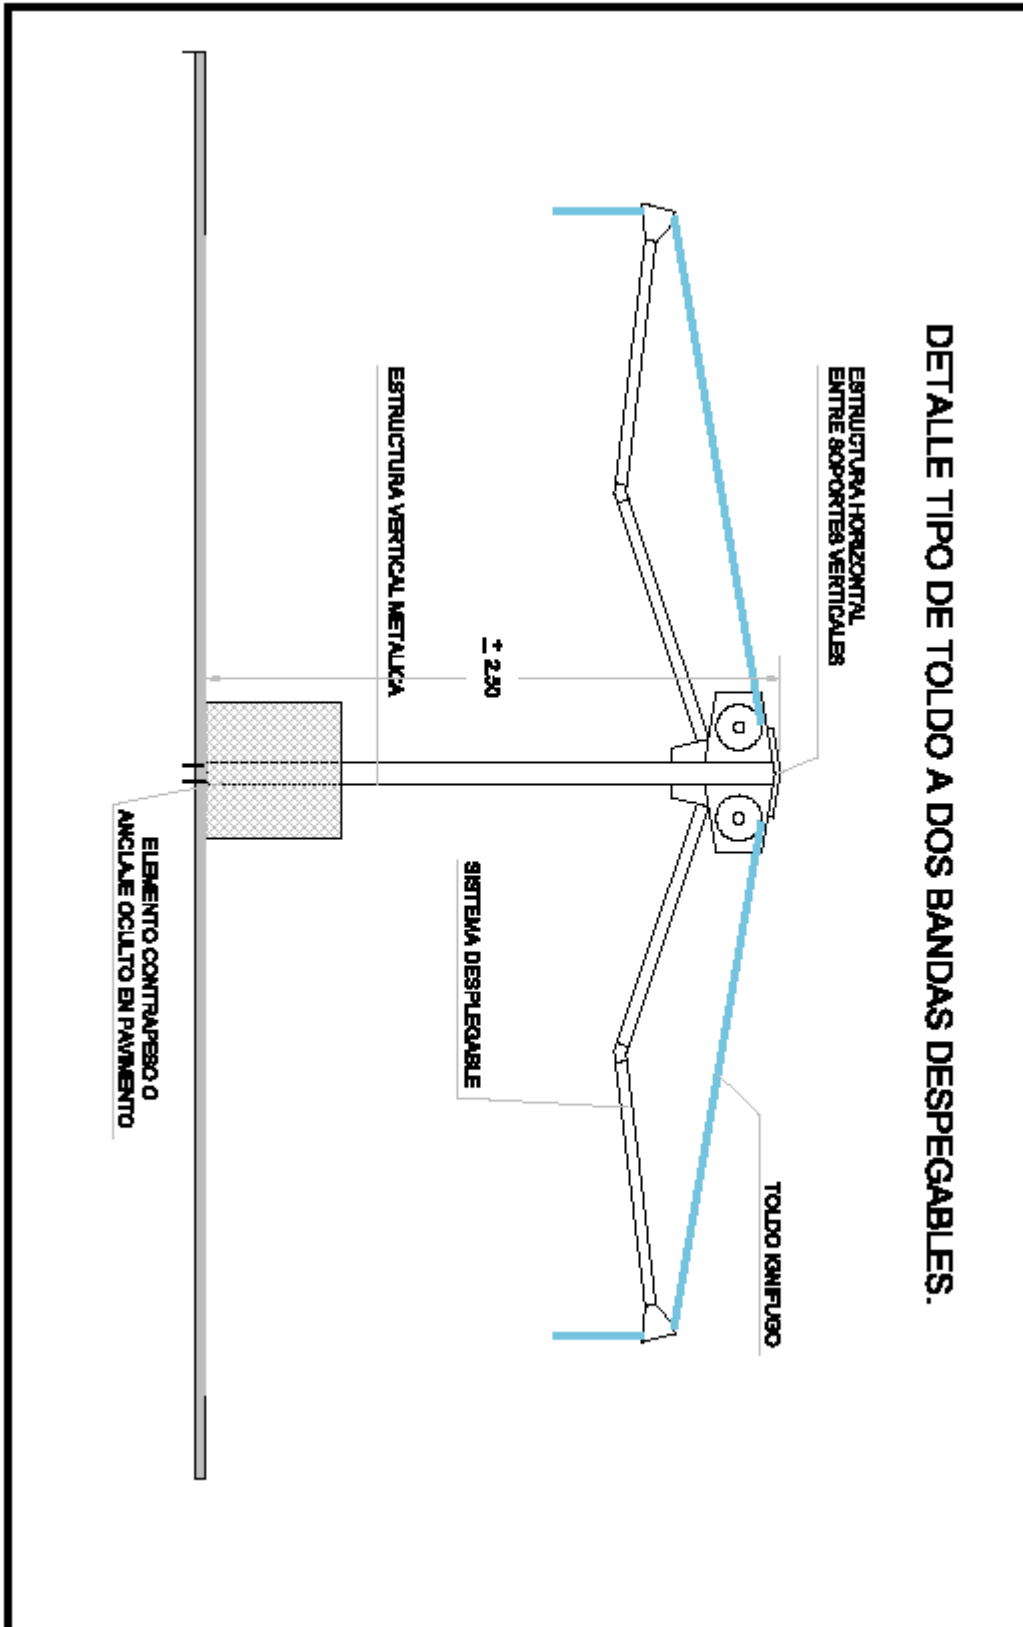 DETALLE TIPO DE TOLDO A DOS BANDAS DESPEGABLES.
ESTRUCTURA HORIZONTAL
ENTRE SOPORTES VERTICALES
TOLDO IGNIFUGO
± 2.50
SISTEMA DESPLEGABLE
ESTRUCTURA VERTICAL METALICA
ELEMENTO CONTRAPESO O
ANCLAJE OCULTO EN PAVIMENTO